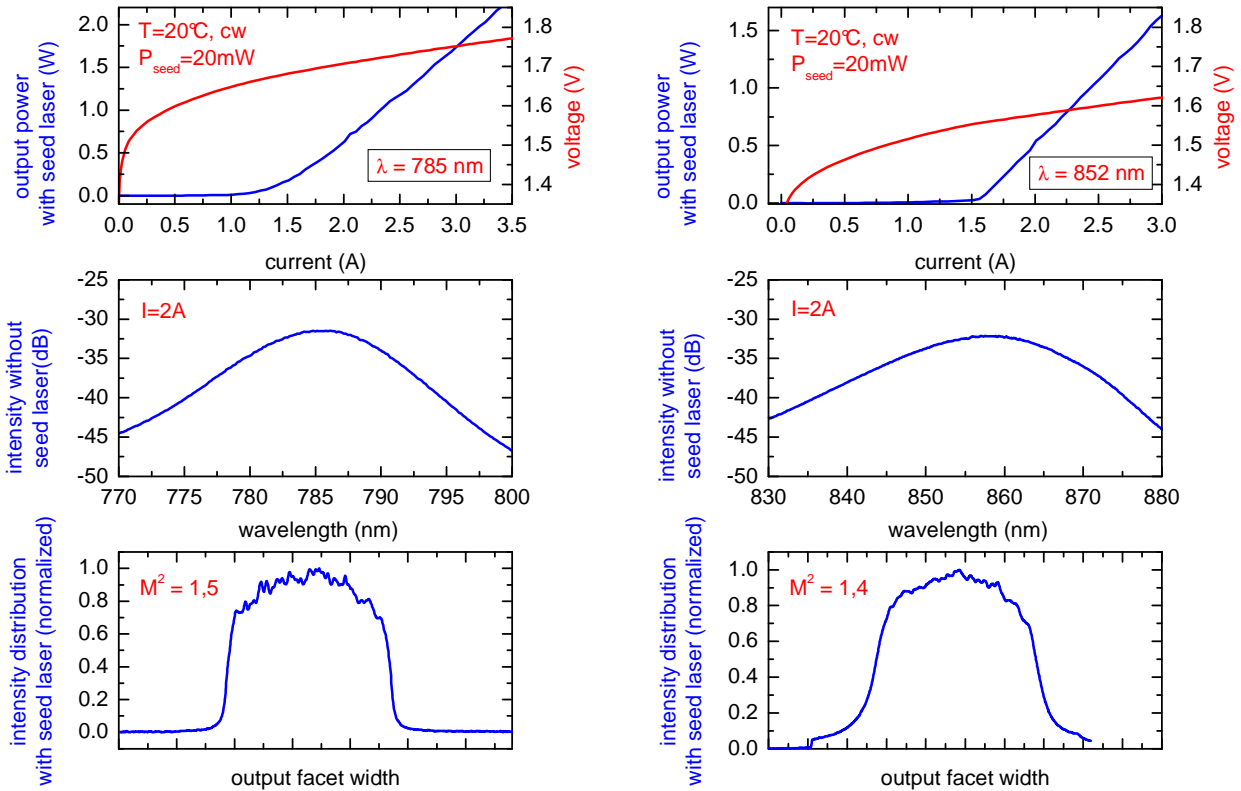 output power
with seed laser (W)
2.0
1.5
1.0
0.5
0.0
T=20°C, cw
P_seed=20mW
λ = 785 nm
1.8
1.7
1.6
1.5
1.4
voltage (V)
0.0 0.5 1.0 1.5 2.0 2.5 3.0 3.5
current (A)
output power
with seed laser (W)
1.5
1.0
0.5
0.0
T=20°C, cw
P_seed=20mW
λ = 852 nm
1.8
1.7
1.6
1.5
1.4
voltage (V)
0.0 0.5 1.0 1.5 2.0 2.5 3.0
current (A)
intensity without
seed laser(dB)
-25
-30
-35
-40
-45
-50
I=2A
770 775 780 785 790 795 800
wavelength (nm)
intensity without
seed laser (dB)
-25
-30
-35
-40
-45
-50
I=2A
830 840 850 860 870 880
wavelength (nm)
intensity distribution
with seed laser (normalized)
1.0
0.8
0.6
0.4
0.2
0.0
M² = 1,5
output facet width
intensity distribution
with seed laser (normalized)
1.0
0.8
0.6
0.4
0.2
0.0
M² = 1,4
output facet width